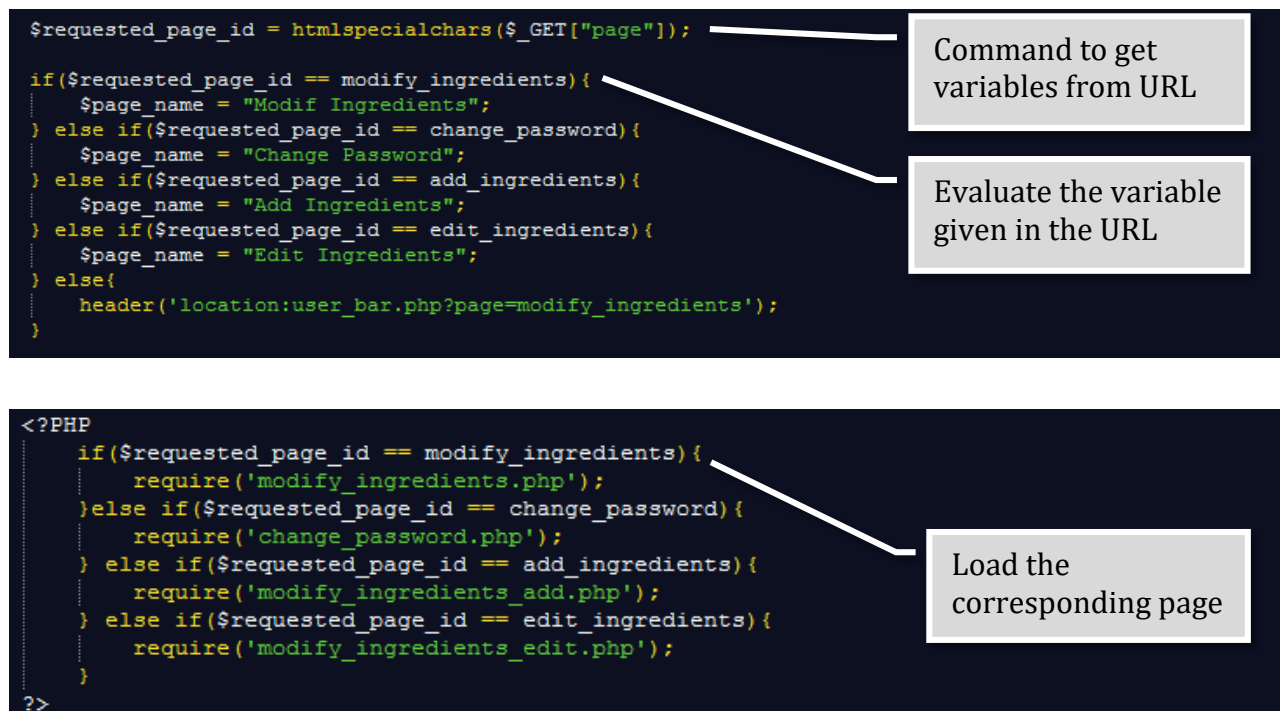 $requested_page_id = htmlspecialchars($_GET["page"]);
if($requested_page_id == modify_ingredients){
$page_name = "Modif Ingredients";
} else if($requested_page_id == change_password){
$page_name = "Change Password";
} else if($requested_page_id == add_ingredients){
$page_name = "Add Ingredients";
} else if($requested_page_id == edit_ingredients){
$page_name = "Edit Ingredients";
} else{
header('location:user_bar.php?page=modify_ingredients');
}
Command to get
variables from URL
Evaluate the variable
given in the URL
<?PHP
if($requested_page_id == modify_ingredients){
require('modify_ingredients.php');
}else if($requested_page_id == change_password){
require('change_password.php');
} else if($requested_page_id == add_ingredients){
require('modify_ingredients_add.php');
} else if($requested_page_id == edit_ingredients){
require('modify_ingredients_edit.php');
}
?>
Load the
corresponding page